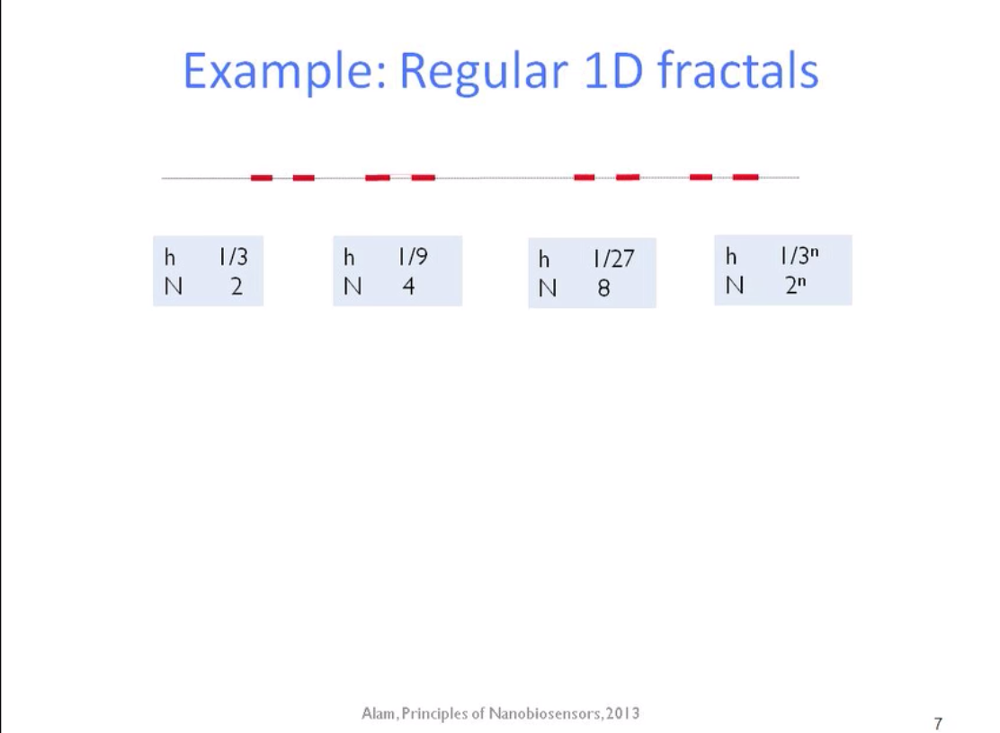 Example: Regular 1D fractals
h 1/3
N 2
h 1/9
N 4
h 1/27
N 8
h 1/3ⁿ
N 2ⁿ
Alam, Principles of Nanobiosensors, 2013
7